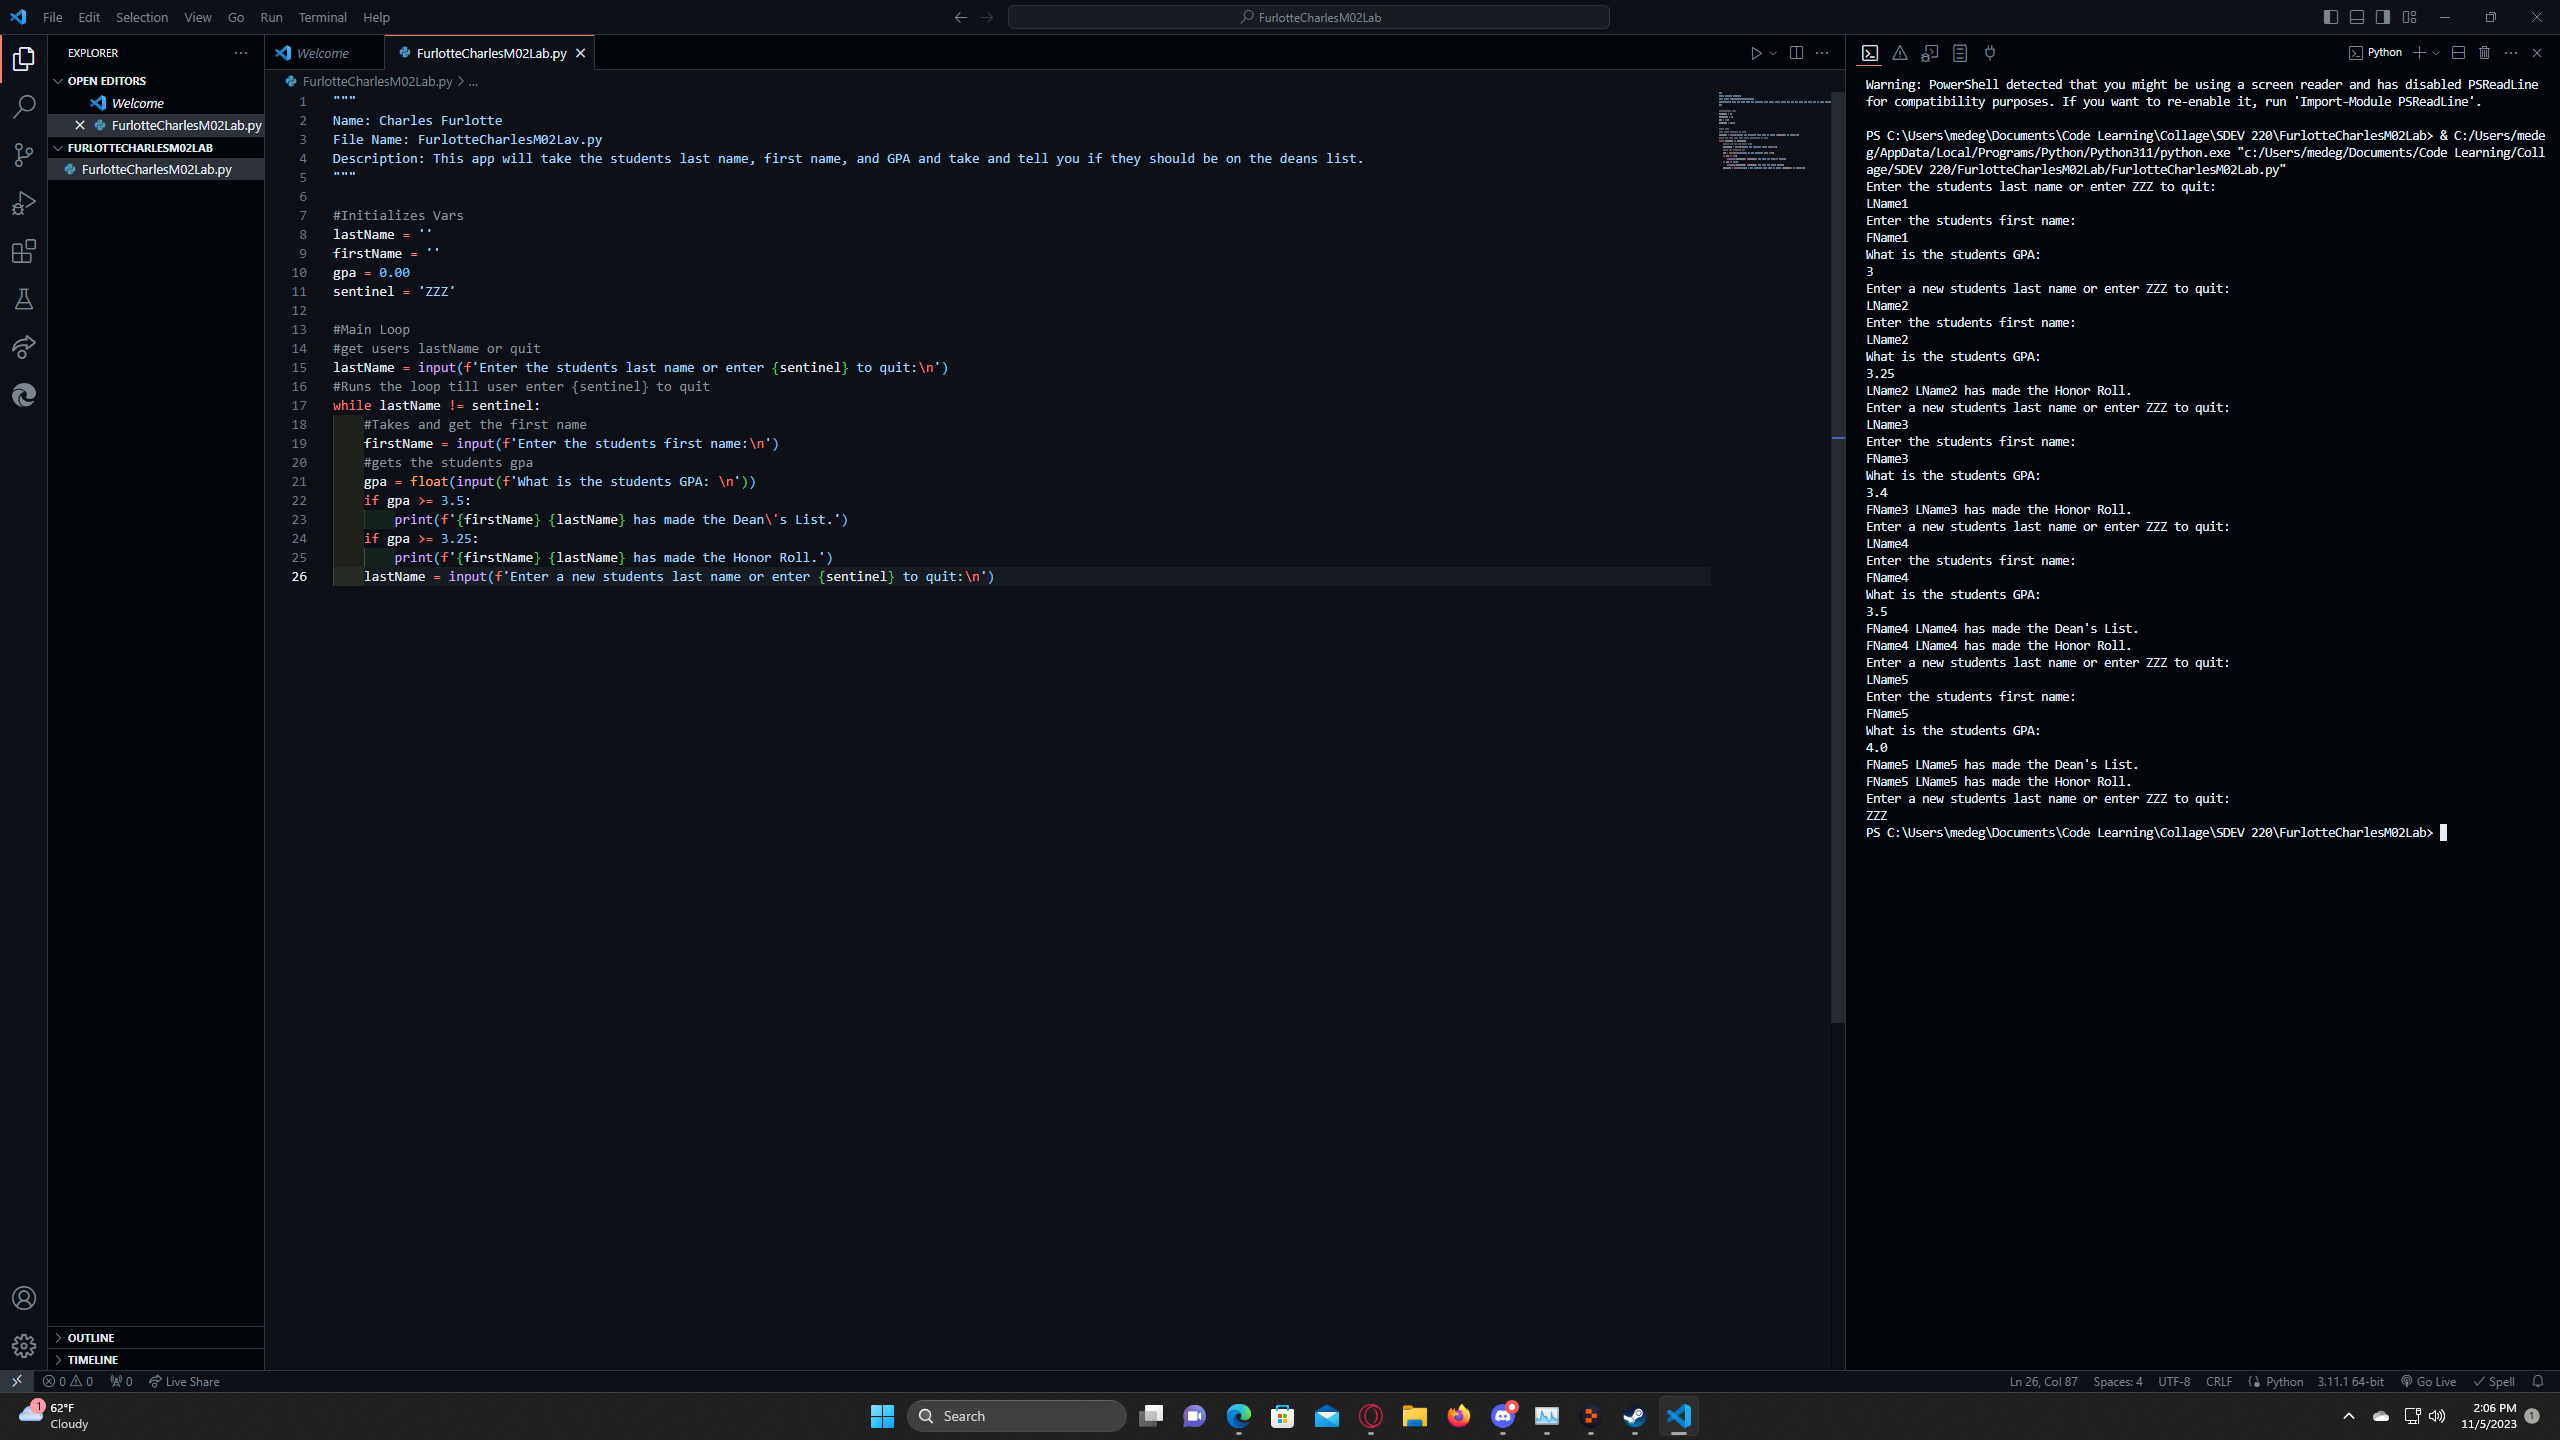 File Edit Selection View Go Run Terminal Help
FurlotteCharlesM02Lab
EXPLORER
OPEN EDITORS
Welcome
FurlotteCharlesM02Lab.py
FURLOTTECHARLESM02LAB
FurlotteCharlesM02Lab.py
OUTLINE
TIMELINE
Welcome
FurlotteCharlesM02Lab.py
FurlotteCharlesM02Lab.py > ...
1 """
2 Name: Charles Furlotte
3 File Name: FurlotteCharlesM02Lav.py
4 Description: This app will take the students last name, first name, and GPA and take and tell you if they should be on the deans list.
5 """
6
7 #Initializes Vars
8 lastName = ''
9 firstName = ''
10 gpa = 0.00
11 sentinel = 'ZZZ'
12
13 #Main Loop
14 #get users lastName or quit
15 lastName = input(f'Enter the students last name or enter {sentinel} to quit:\n')
16 #Runs the loop till user enter {sentinel} to quit
17 while lastName != sentinel:
18 #Takes and get the first name
19 firstName = input(f'Enter the students first name:\n')
20 #gets the students gpa
21 gpa = float(input(f'What is the students GPA: \n'))
22 if gpa >= 3.5:
23 print(f'{firstName} {lastName} has made the Dean\'s List.')
24 if gpa >= 3.25:
25 print(f'{firstName} {lastName} has made the Honor Roll.')
26 lastName = input(f'Enter a new students last name or enter {sentinel} to quit:\n')
Python
Warning: PowerShell detected that you might be using a screen reader and has disabled PSReadLine
for compatibility purposes. If you want to re-enable it, run 'Import-Module PSReadLine'.
PS C:\Users\medeg\Documents\Code Learning\Collage\SDEV 220\FurlotteCharlesM02Lab> & C:/Users/mede
g/AppData/Local/Programs/Python/Python311/python.exe "c:/Users/medeg/Documents/Code Learning/Coll
age/SDEV 220/FurlotteCharlesM02Lab/FurlotteCharlesM02Lab.py"
Enter the students last name or enter ZZZ to quit:
LName1
Enter the students first name:
FName1
What is the students GPA:
3
Enter a new students last name or enter ZZZ to quit:
LName2
Enter the students first name:
LName2
What is the students GPA:
3.25
LName2 LName2 has made the Honor Roll.
Enter a new students last name or enter ZZZ to quit:
LName3
Enter the students first name:
FName3
What is the students GPA:
3.4
FName3 LName3 has made the Honor Roll.
Enter a new students last name or enter ZZZ to quit:
LName4
Enter the students first name:
FName4
What is the students GPA:
3.5
FName4 LName4 has made the Dean's List.
FName4 LName4 has made the Honor Roll.
Enter a new students last name or enter ZZZ to quit:
LName5
Enter the students first name:
FName5
What is the students GPA:
4.0
FName5 LName5 has made the Dean's List.
FName5 LName5 has made the Honor Roll.
Enter a new students last name or enter ZZZ to quit:
ZZZ
PS C:\Users\medeg\Documents\Code Learning\Collage\SDEV 220\FurlotteCharlesM02Lab>
0 0 0 Live Share
Ln 26, Col 87 Spaces: 4 UTF-8 CRLF Python 3.11.1 64-bit Go Live Spell
1
62°F
Cloudy
Search
2:06 PM
11/5/2023
1